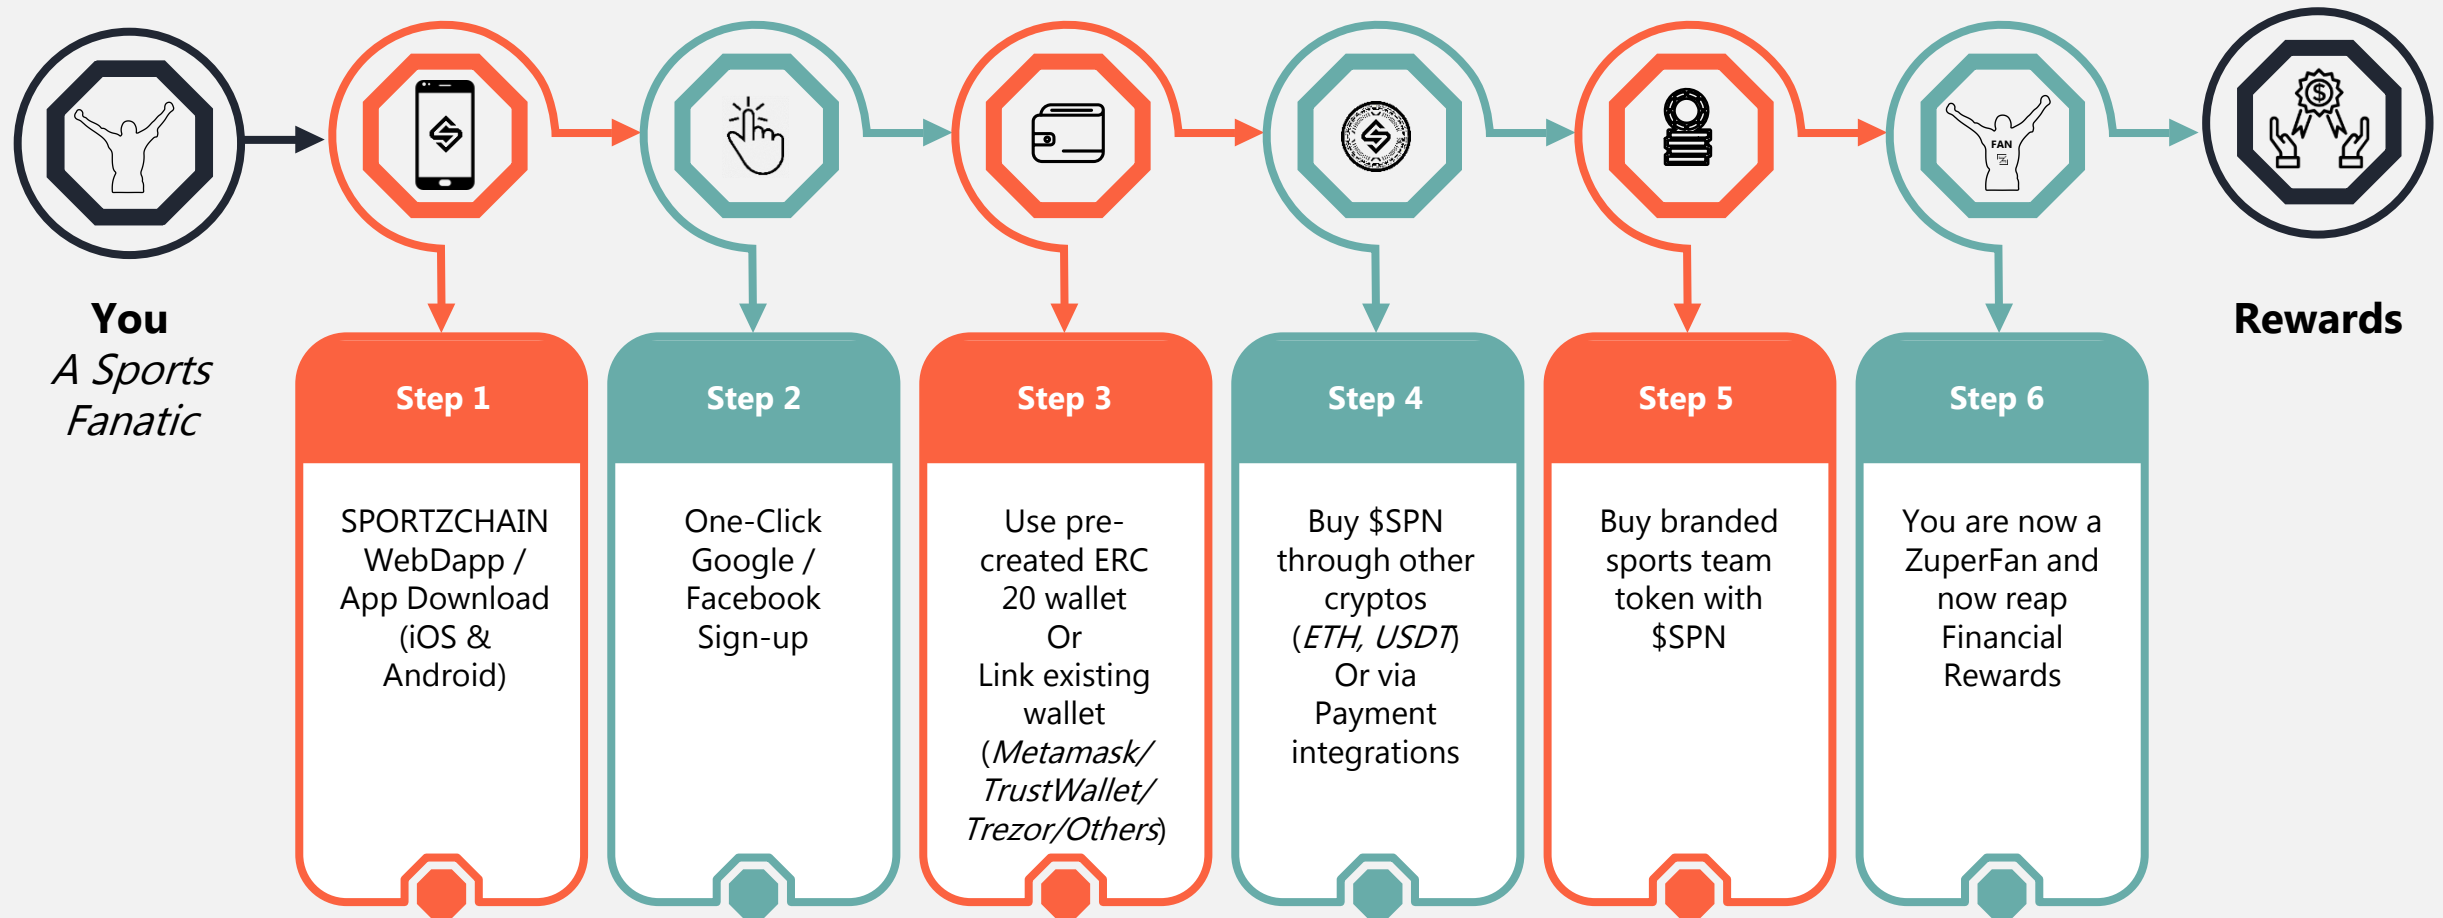 You
A Sports
Fanatic
Step 1
SPORTZCHAIN
WebDapp /
App Download
(iOS &
Android)
Step 2
One-Click
Google /
Facebook
Sign-up
Step 3
Use pre-
created ERC
20 wallet
Or
Link existing
wallet
(Metamask/
TrustWallet/
Trezor/Others)
Step 4
Buy $SPN
through other
cryptos
(ETH, USDT)
Or via
Payment
integrations
Step 5
Buy branded
sports team
token with
$SPN
FAN
Step 6
You are now a
ZuperFan and
now reap
Financial
Rewards
$
Rewards